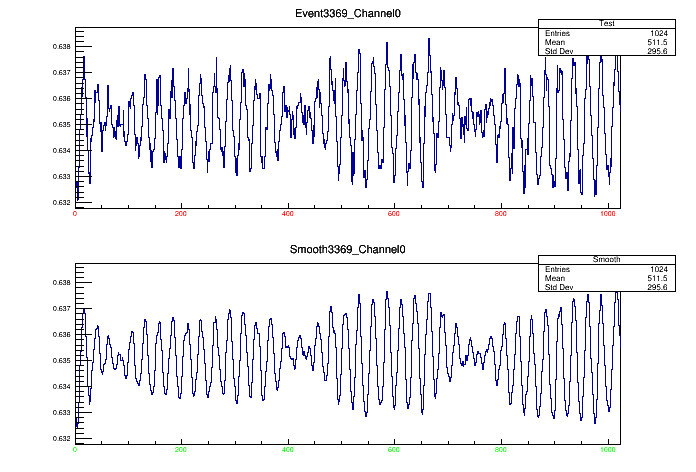 Event3369_Channel0
Test
Entries 1024
Mean 511.5
Std Dev 295.6
0.638
0.637
0.636
0.635
0.634
0.633
0.632
0 200 400 600 800 1000
Smooth3369_Channel0
Smooth
Entries 1024
Mean 511.5
Std Dev 295.6
0.638
0.637
0.636
0.635
0.634
0.633
0.632
0 200 400 600 800 1000